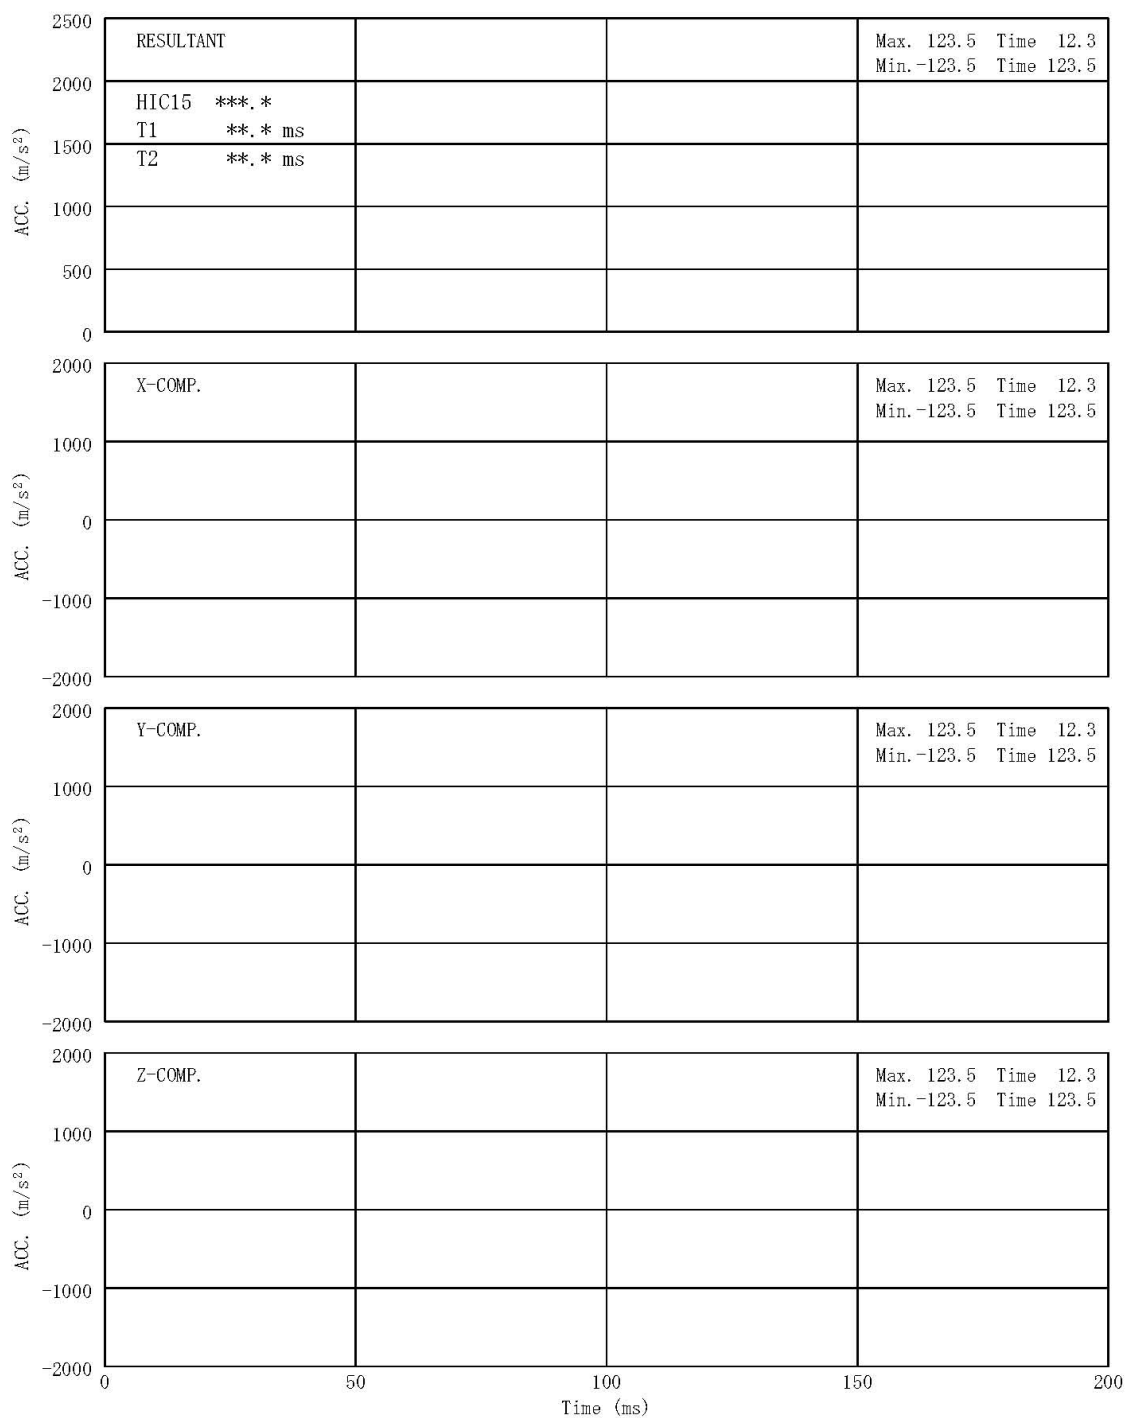 2500
RESULTANT
Max. 123.5 Time 12.3
Min.-123.5 Time 123.5
2000
HIC15 ***.*
T1 **.* ms
1500
T2 **.* ms
ACC. (m/s²)
1000
500
0
2000
X-COMP.
Max. 123.5 Time 12.3
Min.-123.5 Time 123.5
1000
ACC. (m/s²)
0
-1000
-2000
2000
Y-COMP.
Max. 123.5 Time 12.3
Min.-123.5 Time 123.5
1000
ACC. (m/s²)
0
-1000
-2000
2000
Z-COMP.
Max. 123.5 Time 12.3
Min.-123.5 Time 123.5
1000
ACC. (m/s²)
0
-1000
-2000
0 50 100 150 200
Time (ms)